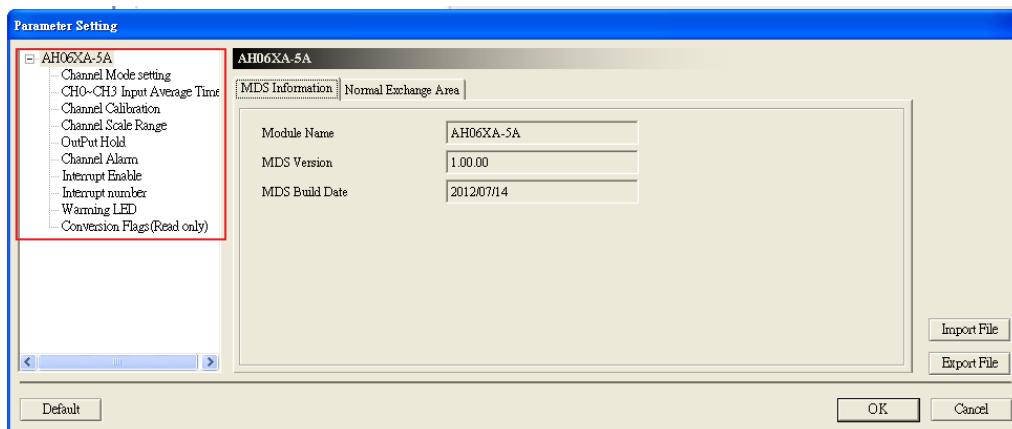 Parameter Setting
AH06XA-5A
Channel Mode setting
CH0~CH3 Input Average Time
Channel Calibration
Channel Scale Range
OutPut Hold
Channel Alarm
Interrupt Enable
Interrupt number
Warming LED
Conversion Flags(Read only)
AH06XA-5A
MDS Information Normal Exchange Area
Module Name AH06XA-5A
MDS Version 1.00.00
MDS Build Date 2012/07/14
Import File
Export File
Default OK Cancel